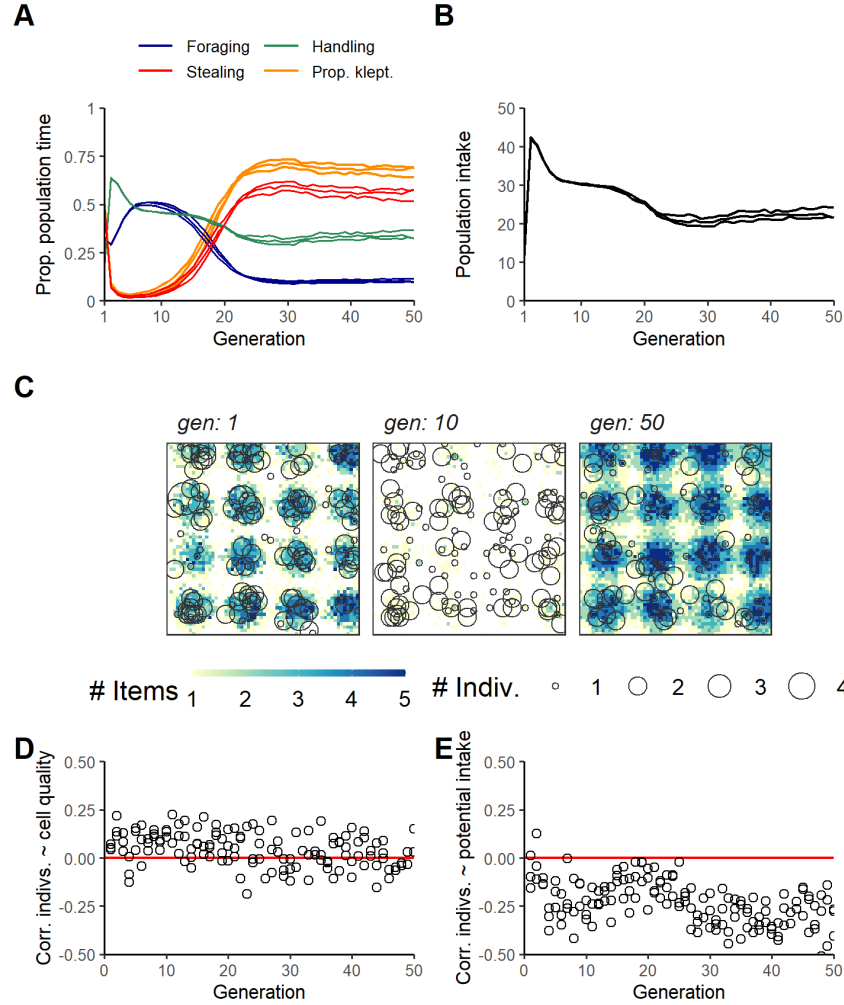 A
Foraging
Handling
Stealing
Prop. klept.
Prop. population time
1
0.75
0.5
0.25
0
1 10 20 30 40 50
Generation
B
Population intake
50
40
30
20
10
0
1 10 20 30 40 50
Generation
C
gen: 1
gen: 10
gen: 50
# Items
1 2 3 4 5
# Indiv.
1 2 3 4
D
Corr. indivs. ~ cell quality
0.50
0.25
0.00
-0.25
-0.50
0 10 20 30 40 50
Generation
E
Corr. indivs. ~ potential intake
0.50
0.25
0.00
-0.25
-0.50
0 10 20 30 40 50
Generation